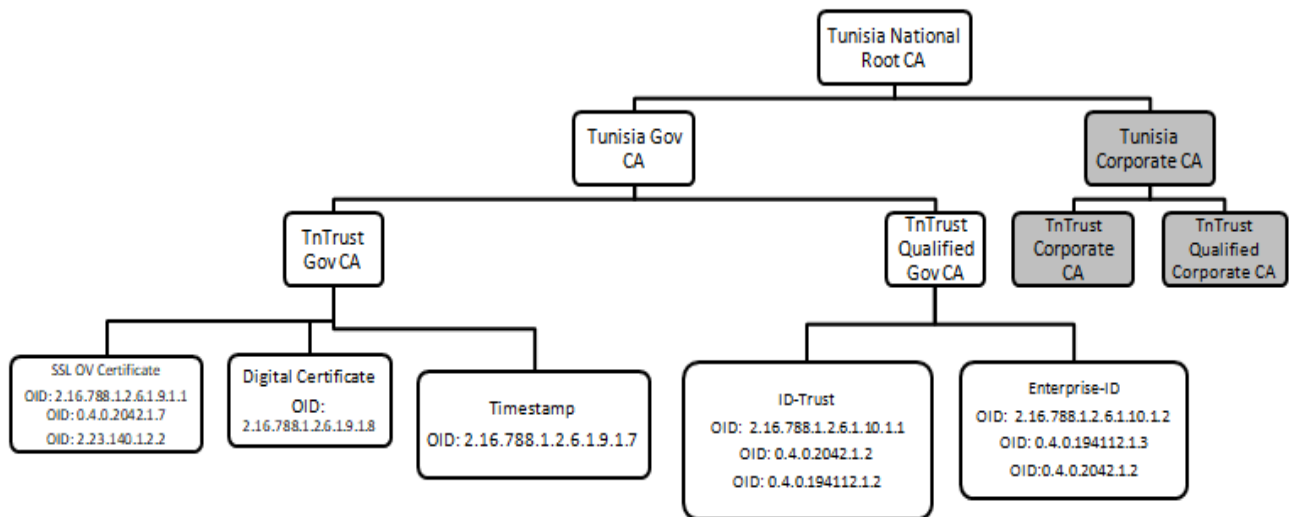 Tunisia National
Root CA
Tunisia Gov
CA
Tunisia
Corporate CA
TnTrust
Gov CA
TnTrust
Qualified
Gov CA
TnTrust
Corporate
CA
TnTrust
Qualified
Corporate CA
SSL OV Certificate
OID: 2.16.788.1.2.6.1.9.1.1
OID: 0.4.0.2042.1.7
OID: 2.23.140.1.2.2
Digital Certificate
OID:
2.16.788.1.2.6.1.9.1.8
Timestamp
OID: 2.16.788.1.2.6.1.9.1.7
ID-Trust
OID: 2.16.788.1.2.6.1.10.1.1
OID: 0.4.0.2042.1.2
OID: 0.4.0.194112.1.2
Enterprise-ID
OID: 2.16.788.1.2.6.1.10.1.2
OID: 0.4.0.194112.1.3
OID:0.4.0.2042.1.2